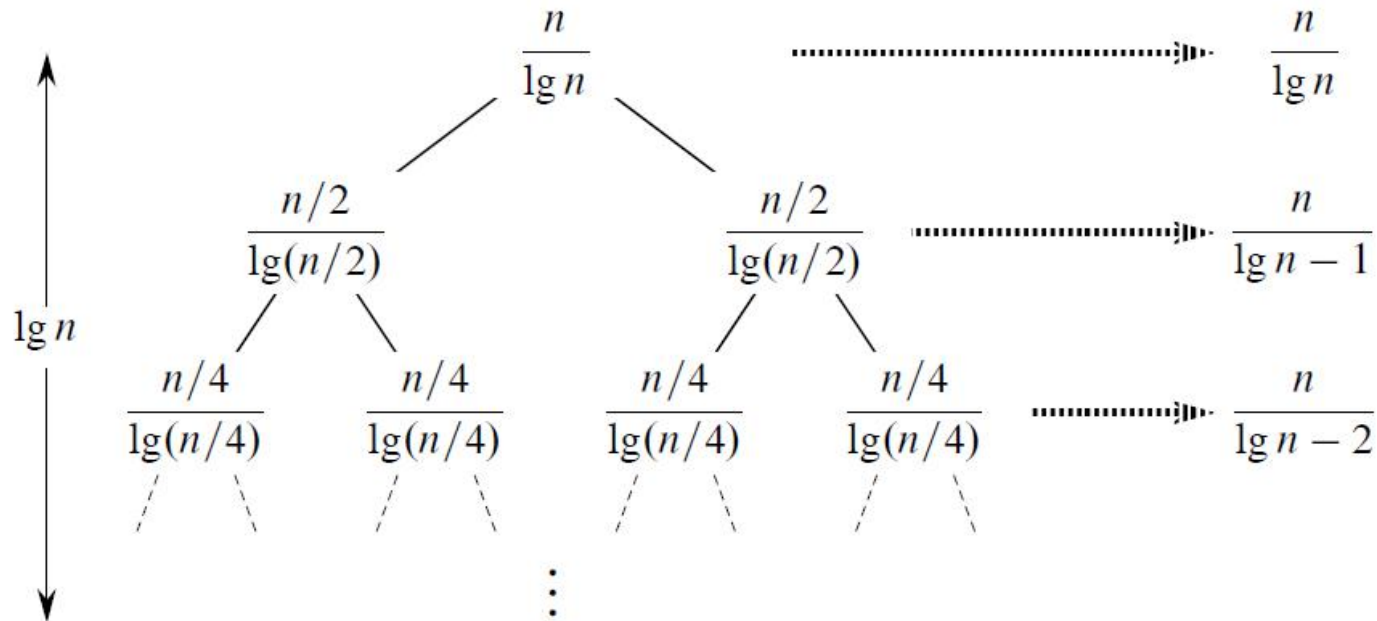 n/lg n n/lg n
n/2/lg(n/2) n/2/lg(n/2) n/lg n − 1
lg n
n/4/lg(n/4) n/4/lg(n/4) n/4/lg(n/4) n/4/lg(n/4) n/lg n − 2
⋮